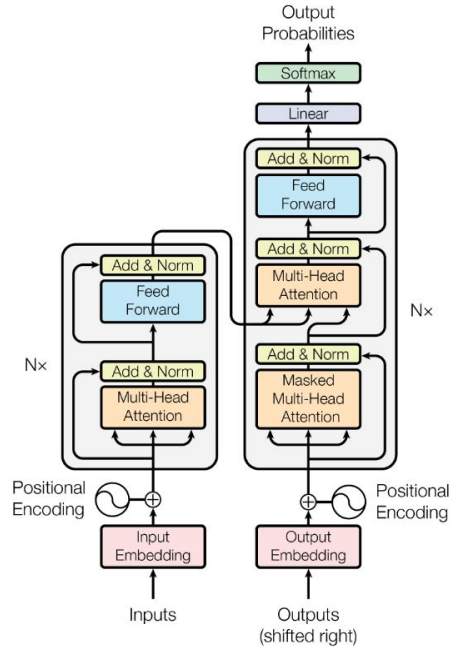 Output
Probabilities
Softmax
Linear
Add & Norm
Feed
Forward
Add & Norm
Multi-Head
Attention
Add & Norm
Masked
Multi-Head
Attention
N×
Positional
Encoding
Output
Embedding
Outputs
(shifted right)
Add & Norm
Feed
Forward
Add & Norm
Multi-Head
Attention
N×
Positional
Encoding
Input
Embedding
Inputs